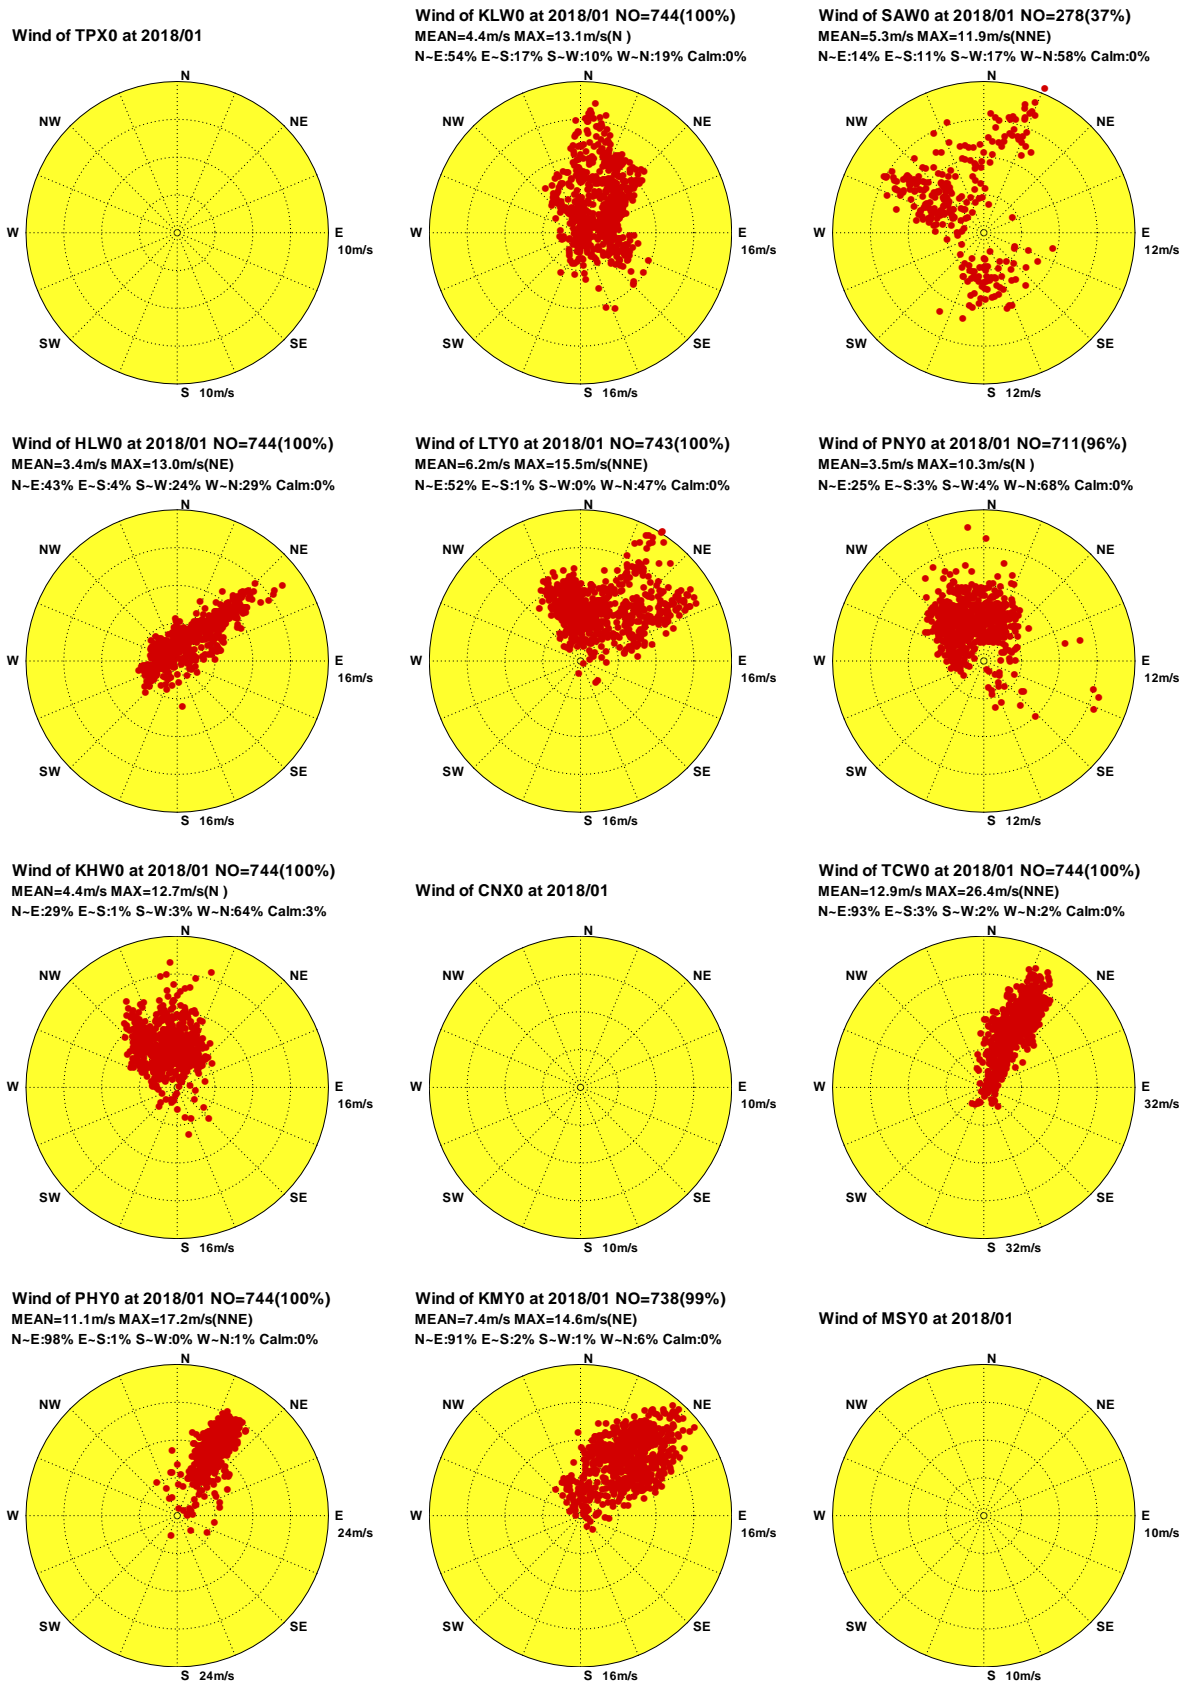 Wind of TPX0 at 2018/01
N
NW
NE
W
E
10m/s
SW
SE
S 10m/s
Wind of KLW0 at 2018/01 NO=744(100%)
MEAN=4.4m/s MAX=13.1m/s(N )
N~E:54% E~S:17% S~W:10% W~N:19% Calm:0%
N
NW
NE
W
E
16m/s
SW
SE
S 16m/s
Wind of SAW0 at 2018/01 NO=278(37%)
MEAN=5.3m/s MAX=11.9m/s(NNE)
N~E:14% E~S:11% S~W:17% W~N:58% Calm:0%
N
NW
NE
W
E
12m/s
SW
SE
S 12m/s
Wind of HLW0 at 2018/01 NO=744(100%)
MEAN=3.4m/s MAX=13.0m/s(NE)
N~E:43% E~S:4% S~W:24% W~N:29% Calm:0%
N
NW
NE
W
E
16m/s
SW
SE
S 16m/s
Wind of LTY0 at 2018/01 NO=743(100%)
MEAN=6.2m/s MAX=15.5m/s(NNE)
N~E:52% E~S:1% S~W:0% W~N:47% Calm:0%
N
NW
NE
W
E
16m/s
SW
SE
S 16m/s
Wind of PNY0 at 2018/01 NO=711(96%)
MEAN=3.5m/s MAX=10.3m/s(N )
N~E:25% E~S:3% S~W:4% W~N:68% Calm:0%
N
NW
NE
W
E
12m/s
SW
SE
S 12m/s
Wind of KHW0 at 2018/01 NO=744(100%)
MEAN=4.4m/s MAX=12.7m/s(N )
N~E:29% E~S:1% S~W:3% W~N:64% Calm:3%
N
NW
NE
W
E
16m/s
SW
SE
S 16m/s
Wind of CNX0 at 2018/01
N
NW
NE
W
E
10m/s
SW
SE
S 10m/s
Wind of TCW0 at 2018/01 NO=744(100%)
MEAN=12.9m/s MAX=26.4m/s(NNE)
N~E:93% E~S:3% S~W:2% W~N:2% Calm:0%
N
NW
NE
W
E
32m/s
SW
SE
S 32m/s
Wind of PHY0 at 2018/01 NO=744(100%)
MEAN=11.1m/s MAX=17.2m/s(NNE)
N~E:98% E~S:1% S~W:0% W~N:1% Calm:0%
N
NW
NE
W
E
24m/s
SW
SE
S 24m/s
Wind of KMY0 at 2018/01 NO=738(99%)
MEAN=7.4m/s MAX=14.6m/s(NE)
N~E:91% E~S:2% S~W:1% W~N:6% Calm:0%
N
NW
NE
W
E
16m/s
SW
SE
S 16m/s
Wind of MSY0 at 2018/01
N
NW
NE
W
E
10m/s
SW
SE
S 10m/s